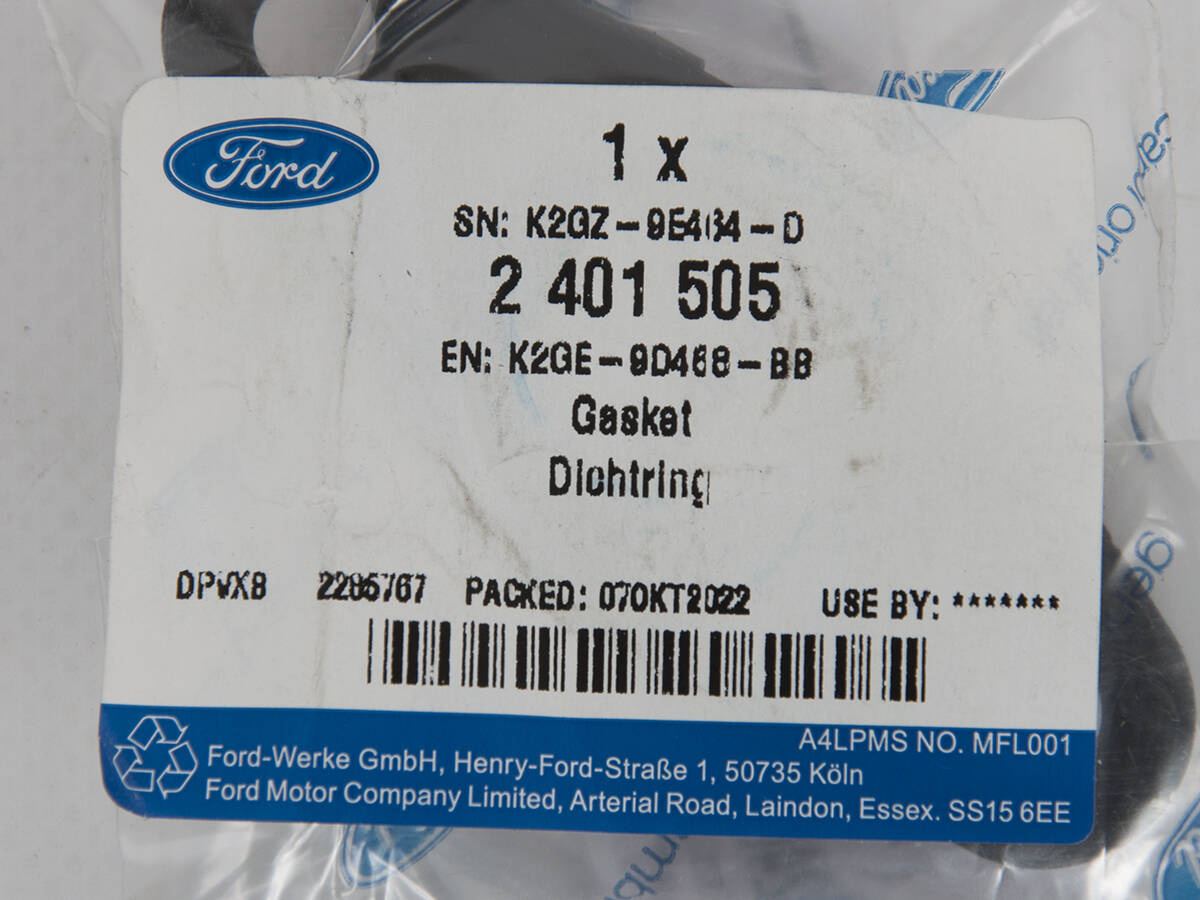 Ford
1 x
SN: K2GZ-9E464-D
2 401 505
EN: K2GE-9D468-BB
Gasket
Dichtring
DPVX8 2285767 PACKED: 07OKT2022 USE BY: *******
A4LPMS NO. MFL001
Ford-Werke GmbH, Henry-Ford-Straße 1, 50735 Köln
Ford Motor Company Limited, Arterial Road, Laindon, Essex. SS15 6EE